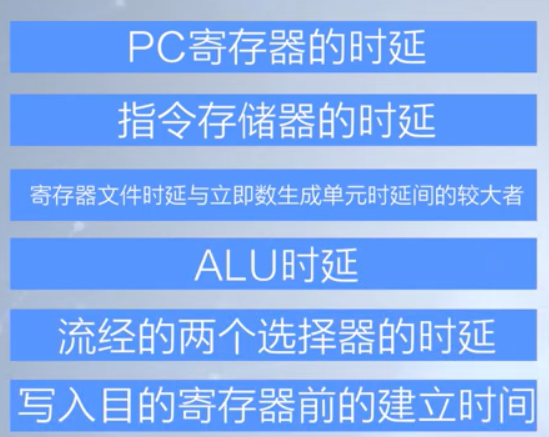 PC寄存器的时延
指令存储器的时延
寄存器文件时延与立即数生成单元时延间的较大者
ALU时延
流经的两个选择器的时延
写入目的寄存器前的建立时间